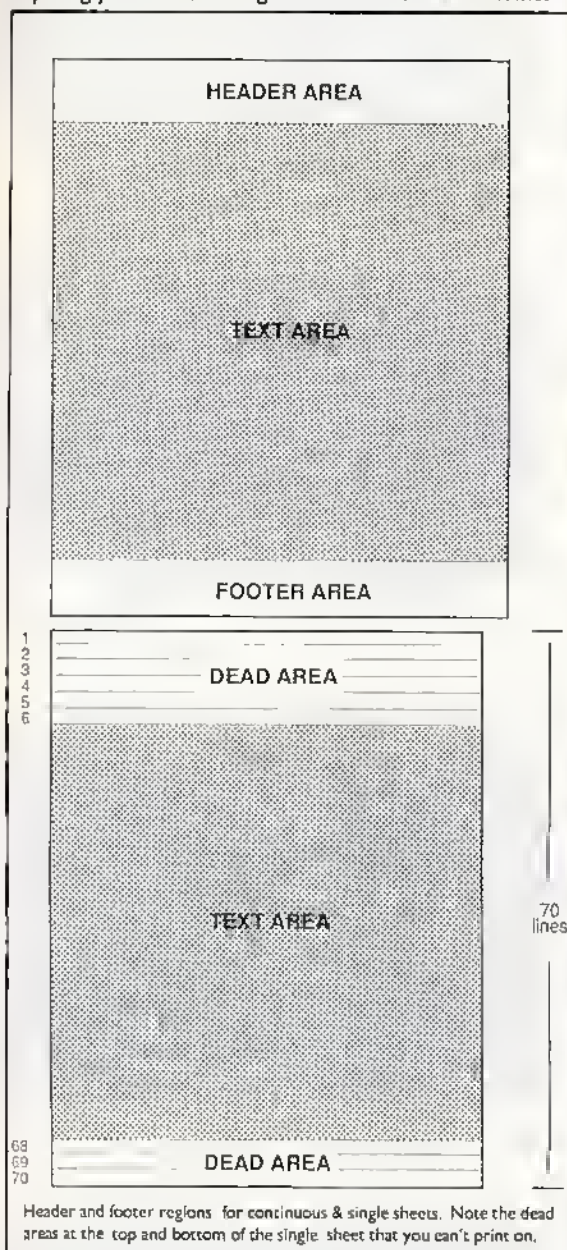 HEADER AREA
TEXT AREA
FOOTER AREA
1
2
3
4
5
6
DEAD AREA
TEXT AREA
70
lines
68
69
70
DEAD AREA
Header and footer regions for continuous & single sheets. Note the dead
areas at the top and bottom of the single sheet that you can't print on.